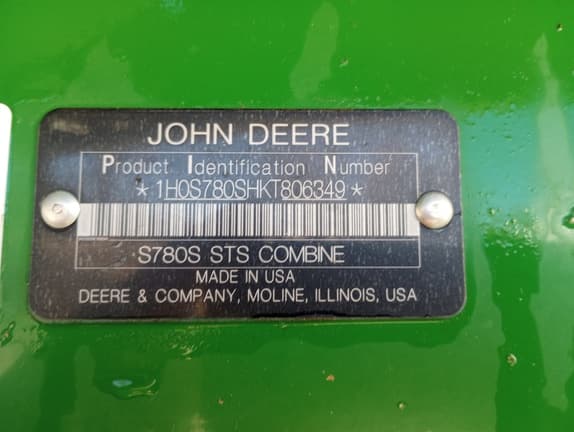 JOHN DEERE
Product Identification Number
*1H0S780SHKT806349*
S780S STS COMBINE
MADE IN USA
DEERE & COMPANY, MOLINE, ILLINOIS, USA